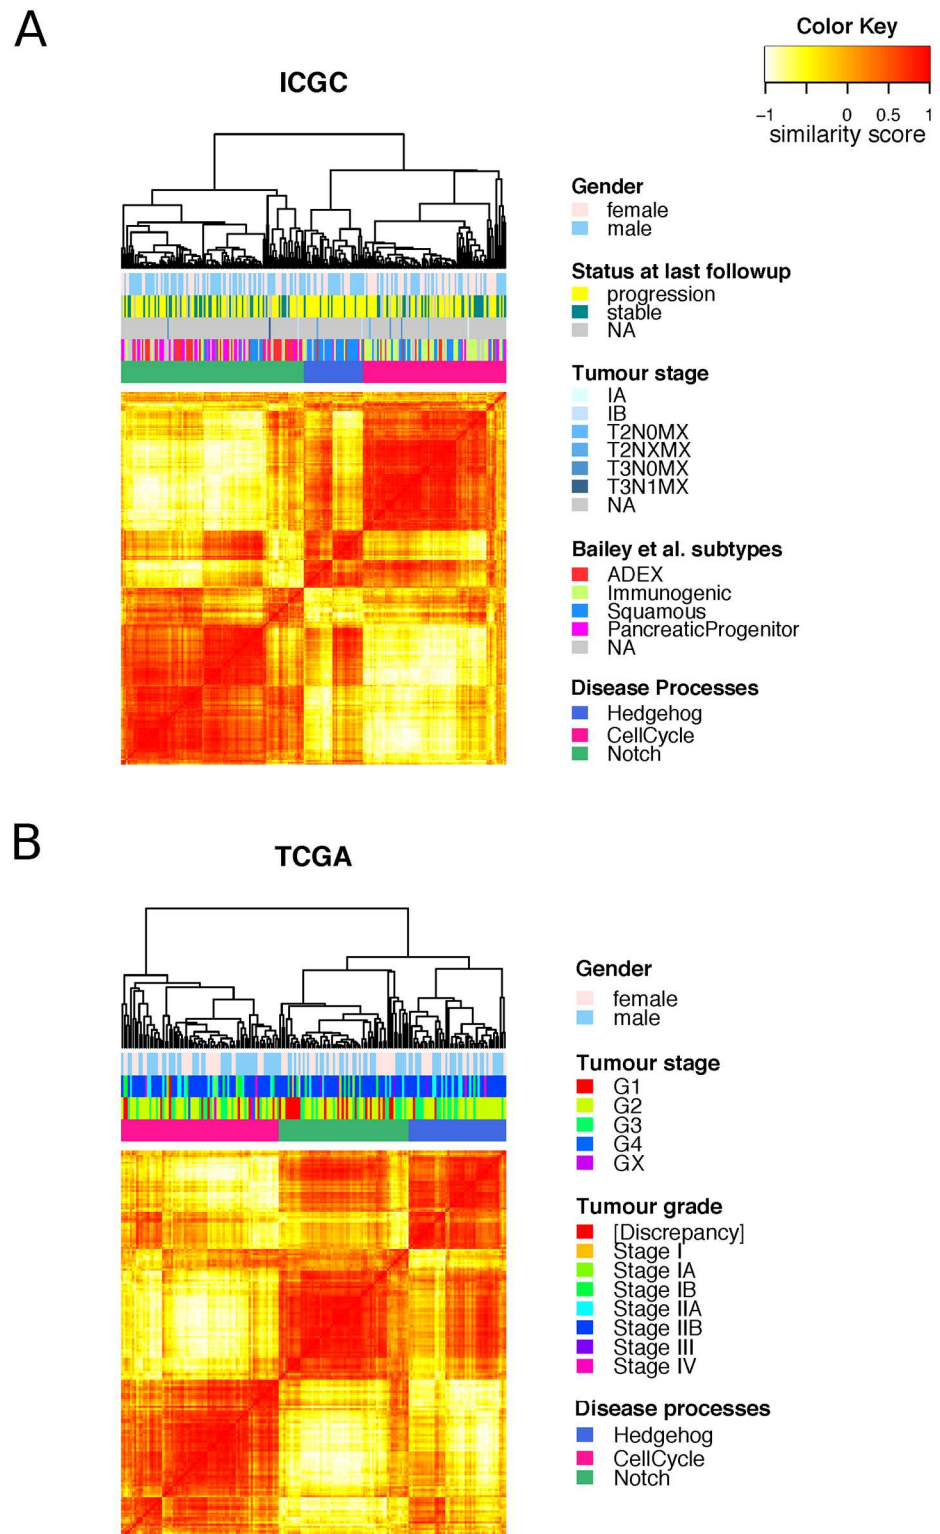 A
ICGC
Color Key
−1 0 0.5 1
similarity score
Gender
female
male
Status at last followup
progression
stable
NA
Tumour stage
IA
IB
T2N0MX
T2NXMX
T3N0MX
T3N1MX
NA
Bailey et al. subtypes
ADEX
Immunogenic
Squamous
PancreaticProgenitor
NA
Disease Processes
Hedgehog
CellCycle
Notch
B
TCGA
Gender
female
male
Tumour stage
G1
G2
G3
G4
GX
Tumour grade
[Discrepancy]
Stage I
Stage IA
Stage IB
Stage IIA
Stage IIB
Stage III
Stage IV
Disease processes
Hedgehog
CellCycle
Notch